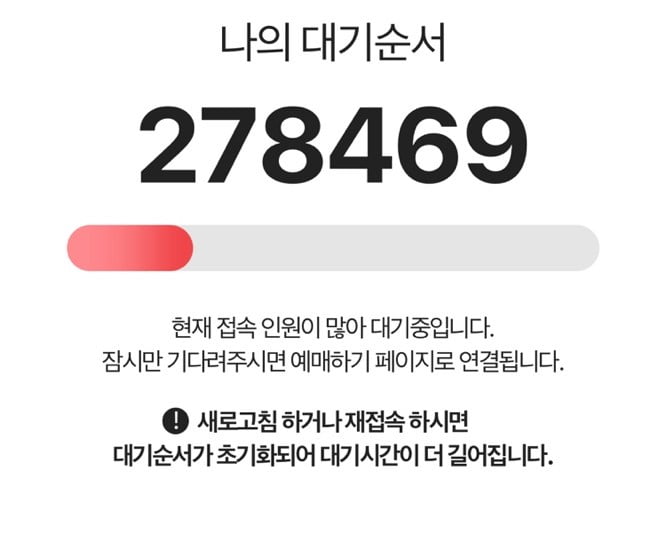 나의 대기순서
278469
현재 접속 인원이 많아 대기중입니다.
잠시만 기다려주시면 예매하기 페이지로 연결됩니다.
! 새로고침 하거나 재접속 하시면
대기순서가 초기화되어 대기시간이 더 길어집니다.